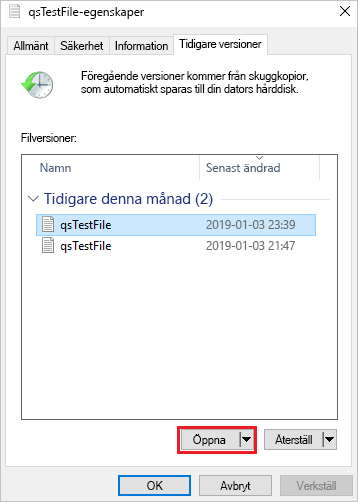 qsTestFile-egenskaper
Allmänt Säkerhet Information Tidigare versioner
Föregående versioner kommer från skuggkopior,
som automatiskt sparas till din dators hårddisk.
Filversioner:
Namn Senast ändrad
Tidigare denna månad (2)
qsTestFile 2019-01-03 23:39
qsTestFile 2019-01-03 21:47
Öppna Återställ
OK Avbryt Verkställ